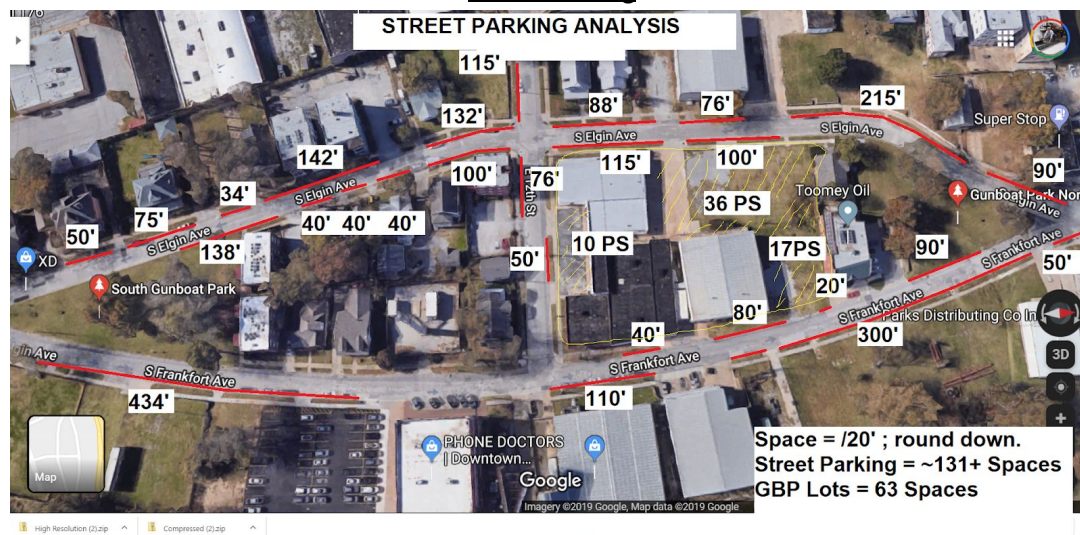 STREET PARKING ANALYSIS
115'
88'
76'
215'
132'
S Elgin Ave
S Elgin Ave
Super Stop
142'
100'
76'
115'
100'
90'
34'
S Elgin Ave
Toomey Oil
Gunboat Park Nor
gin Ave
75'
40' 40' 40'
36 PS
50'
S Elgin Ave
138'
10 PS
17PS
90'
S Frankfort Ave
XD
50'
50'
South Gunboat Park
20'
S Frankfort Ave
Parks Distributing Co In
80'
40'
300'
3D
gin Ave
S Frankfort Ave
S Frankfort Ave
434'
110'
PHONE DOCTORS
| Downtown...
Space = /20' ; round down.
Street Parking = ~131+ Spaces
GBP Lots = 63 Spaces
Map
Google
Imagery ©2019 Google, Map data ©2019 Google
High Resolution (2).zip
Compressed (2).zip